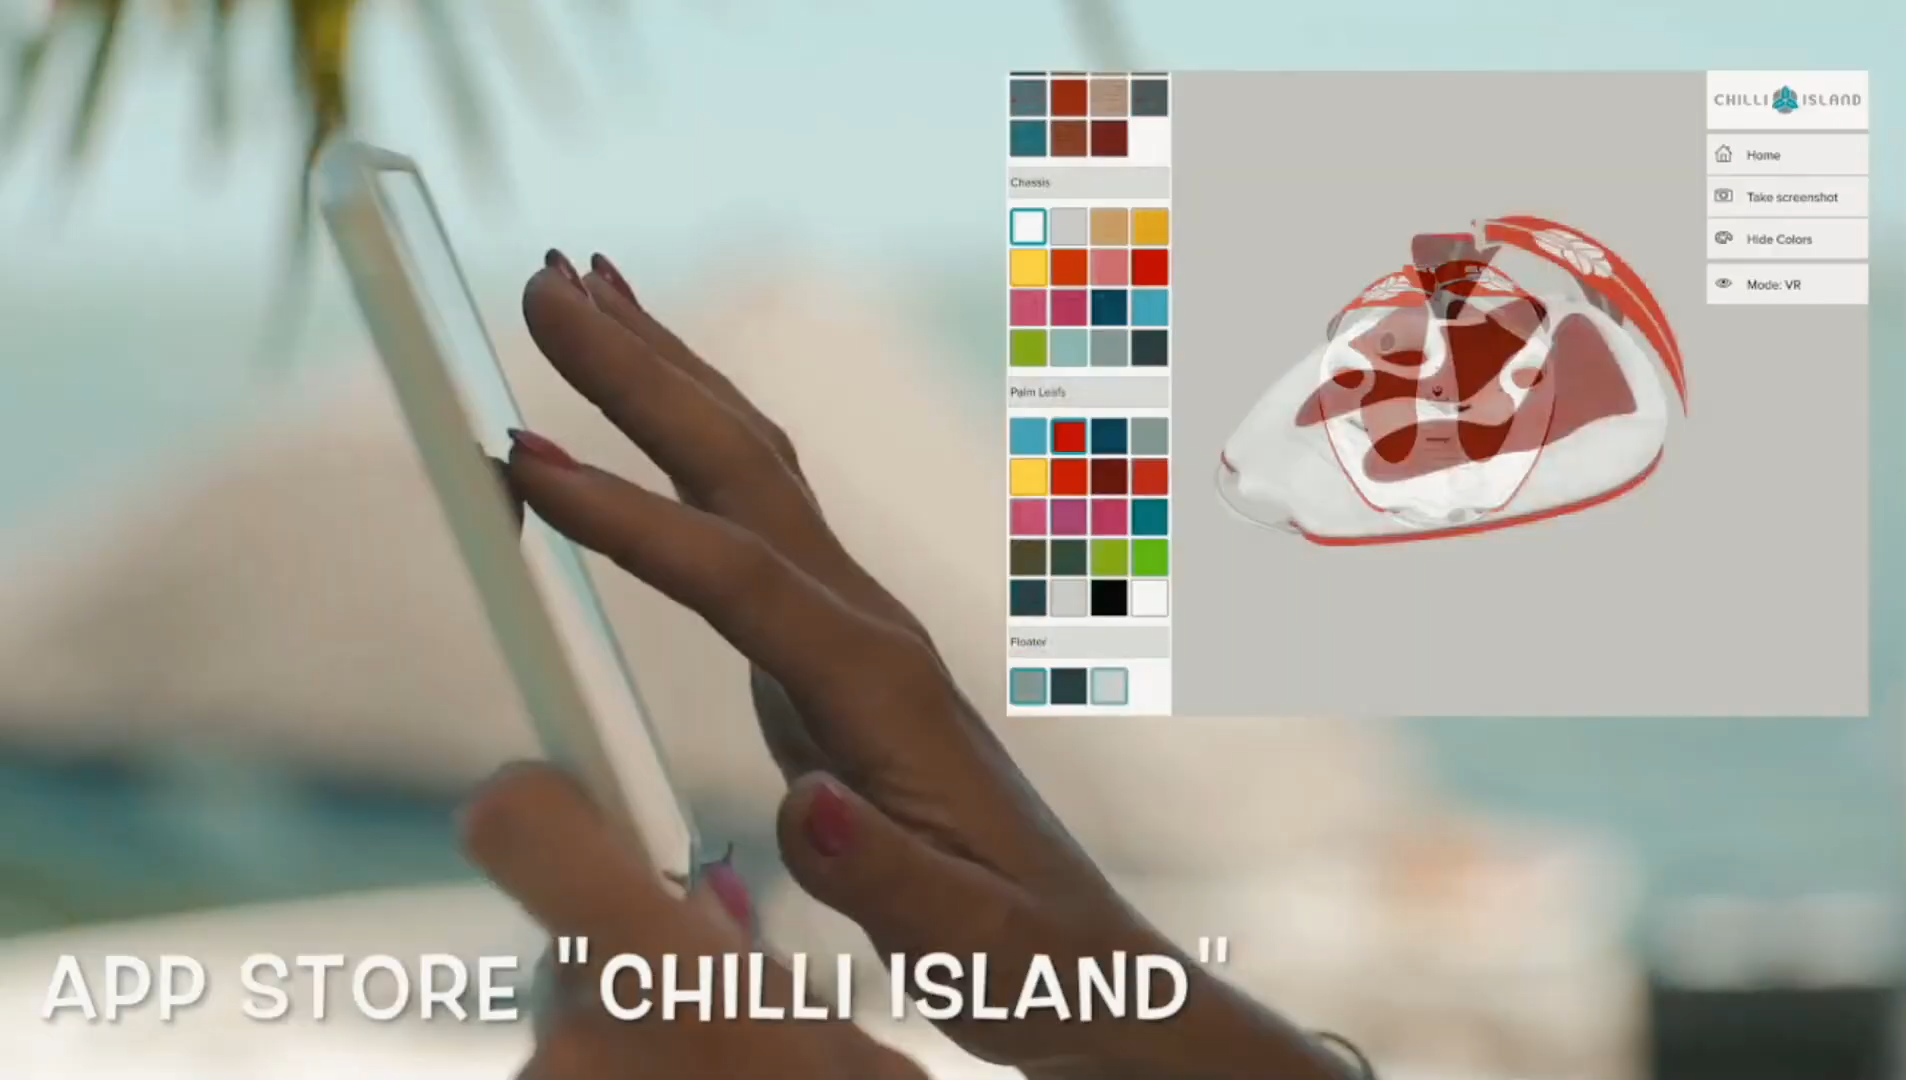 CHILLI ISLAND
Home
Take screenshot
Hide Colors
Mode: VR
Chassis
Palm Leafs
Floater
APP STORE "CHILLI ISLAND"